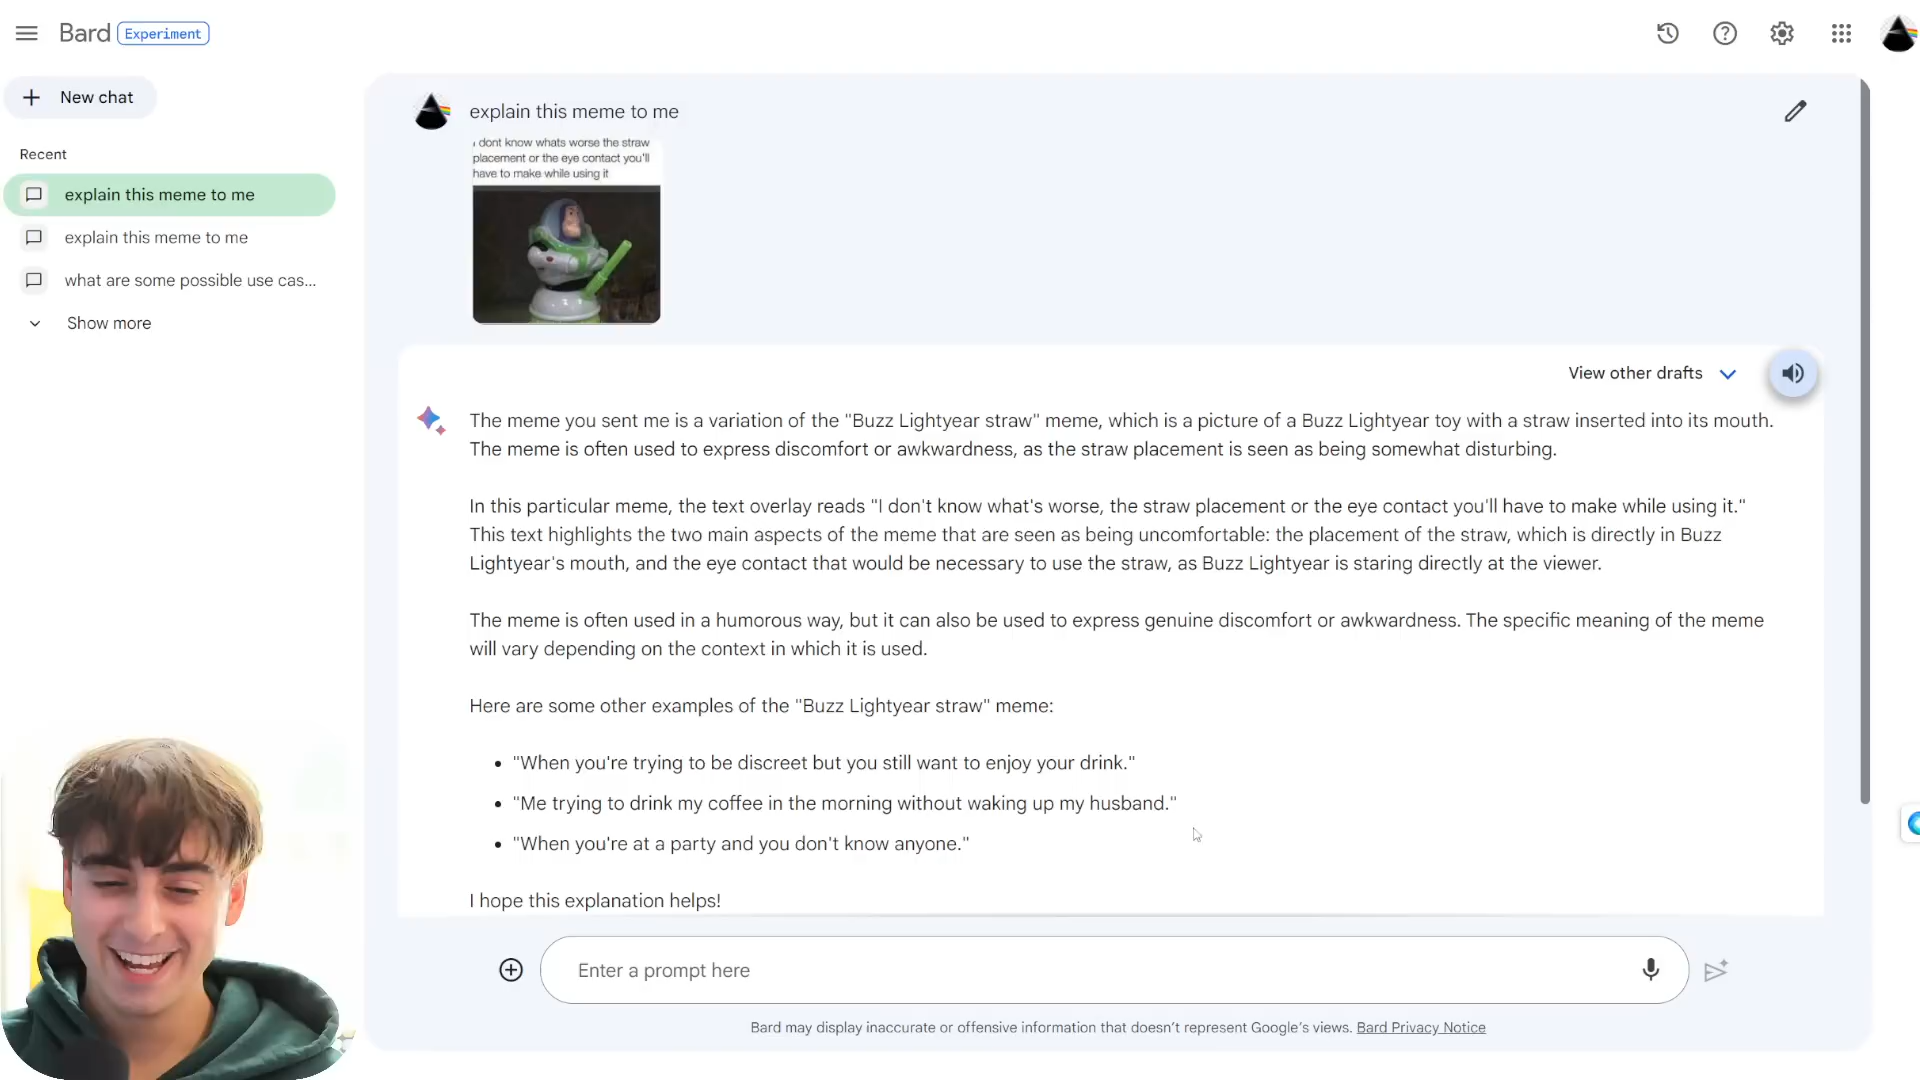 Bard Experiment
New chat
Recent
explain this meme to me
explain this meme to me
what are some possible use cas...
Show more
explain this meme to me
i dont know whats worse the straw
placement or the eye contact you'll
have to make while using it
View other drafts
The meme you sent me is a variation of the "Buzz Lightyear straw" meme, which is a picture of a Buzz Lightyear toy with a straw inserted into its mouth.
The meme is often used to express discomfort or awkwardness, as the straw placement is seen as being somewhat disturbing.
In this particular meme, the text overlay reads "I don't know what's worse, the straw placement or the eye contact you'll have to make while using it."
This text highlights the two main aspects of the meme that are seen as being uncomfortable: the placement of the straw, which is directly in Buzz
Lightyear's mouth, and the eye contact that would be necessary to use the straw, as Buzz Lightyear is staring directly at the viewer.
The meme is often used in a humorous way, but it can also be used to express genuine discomfort or awkwardness. The specific meaning of the meme
will vary depending on the context in which it is used.
Here are some other examples of the "Buzz Lightyear straw" meme:
• "When you're trying to be discreet but you still want to enjoy your drink."
• "Me trying to drink my coffee in the morning without waking up my husband."
• "When you're at a party and you don't know anyone."
I hope this explanation helps!
Enter a prompt here
Bard may display inaccurate or offensive information that doesn't represent Google's views. Bard Privacy Notice